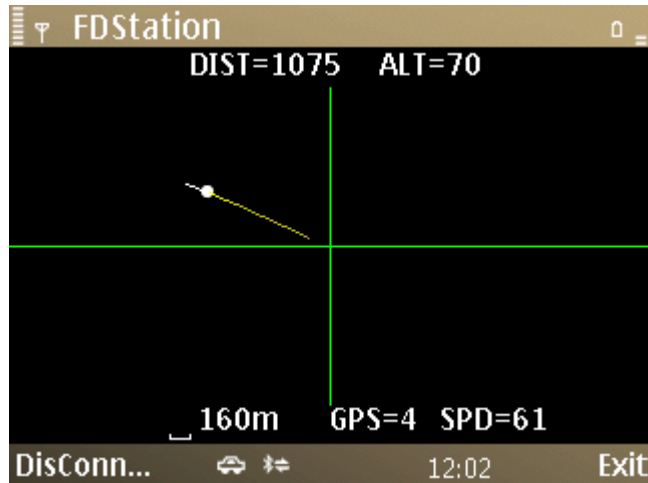 FDStation
DIST=1075 ALT=70
160m GPS=4 SPD=61
DisConn... 12:02 Exit